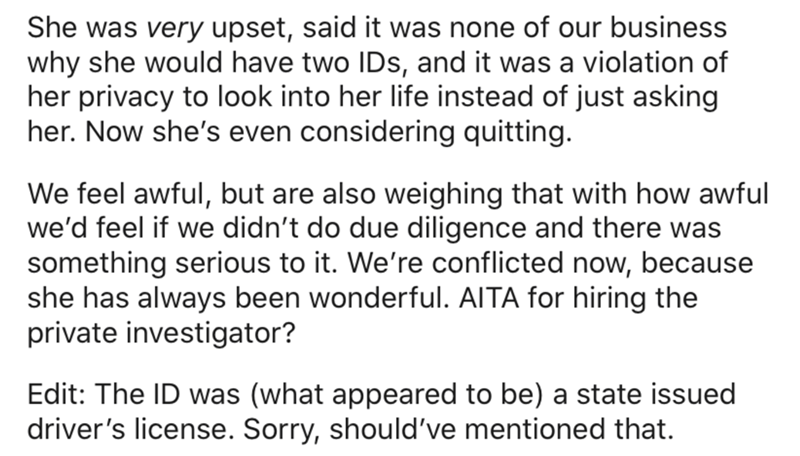 She was very upset, said it was none of our business
why she would have two IDs, and it was a violation of
her privacy to look into her life instead of just asking
her. Now she’s even considering quitting.
We feel awful, but are also weighing that with how awful
we’d feel if we didn’t do due diligence and there was
something serious to it. We’re conflicted now, because
she has always been wonderful. AITA for hiring the
private investigator?
Edit: The ID was (what appeared to be) a state issued
driver’s license. Sorry, should’ve mentioned that.